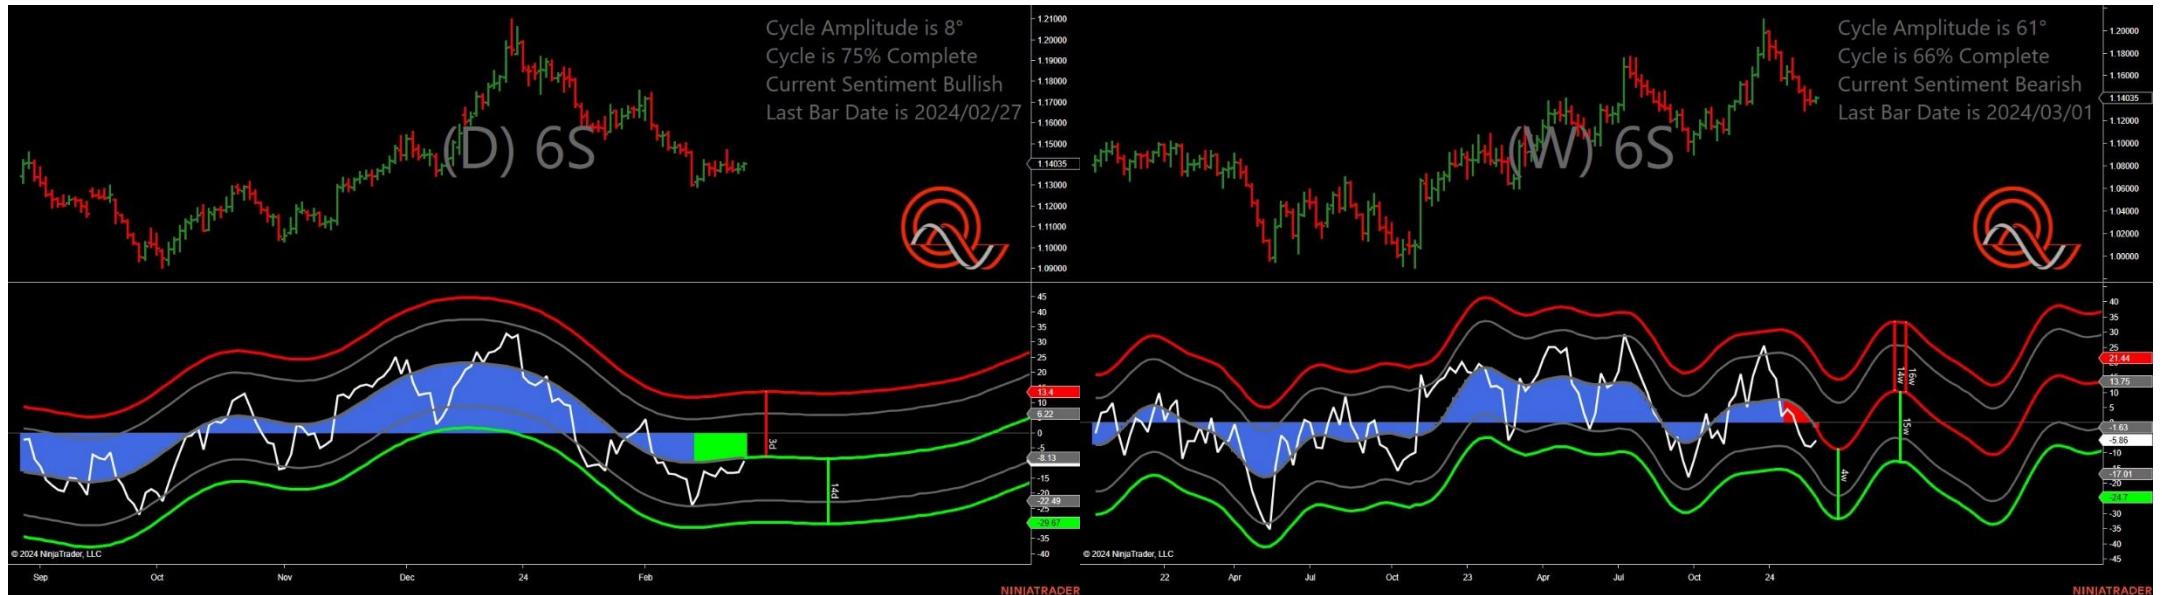 Cycle Amplitude is 8°
Cycle is 75% Complete
Current Sentiment Bullish
Last Bar Date is 2024/02/27
(D) 6S
1.21000
1.20000
1.19000
1.18000
1.17000
1.16000
1.15000
1.14035
1.13000
1.12000
1.11000
1.10000
1.09000
45
40
35
30
25
20
13.4
10
6.22
0
-5
-8.13
-15
-20
-22.49
-25
-29.67
-35
-40
3d
14d
© 2024 NinjaTrader, LLC
Sep
Oct
Nov
Dec
24
Feb
NINJATRADER
Cycle Amplitude is 61°
Cycle is 66% Complete
Current Sentiment Bearish
Last Bar Date is 2024/03/01
(W) 6S
1.20000
1.18000
1.16000
1.14035
1.12000
1.10000
1.08000
1.06000
1.04000
1.02000
1.00000
40
35
30
25
21.44
13.75
10
5
-1.63
-5.86
-10
-17.01
-20
-24.7
-30
-35
-40
-45
14w
16w
15w
4w
© 2024 NinjaTrader, LLC
22
Apr
Jul
Oct
23
Apr
Jul
Oct
24
NINJATRADER